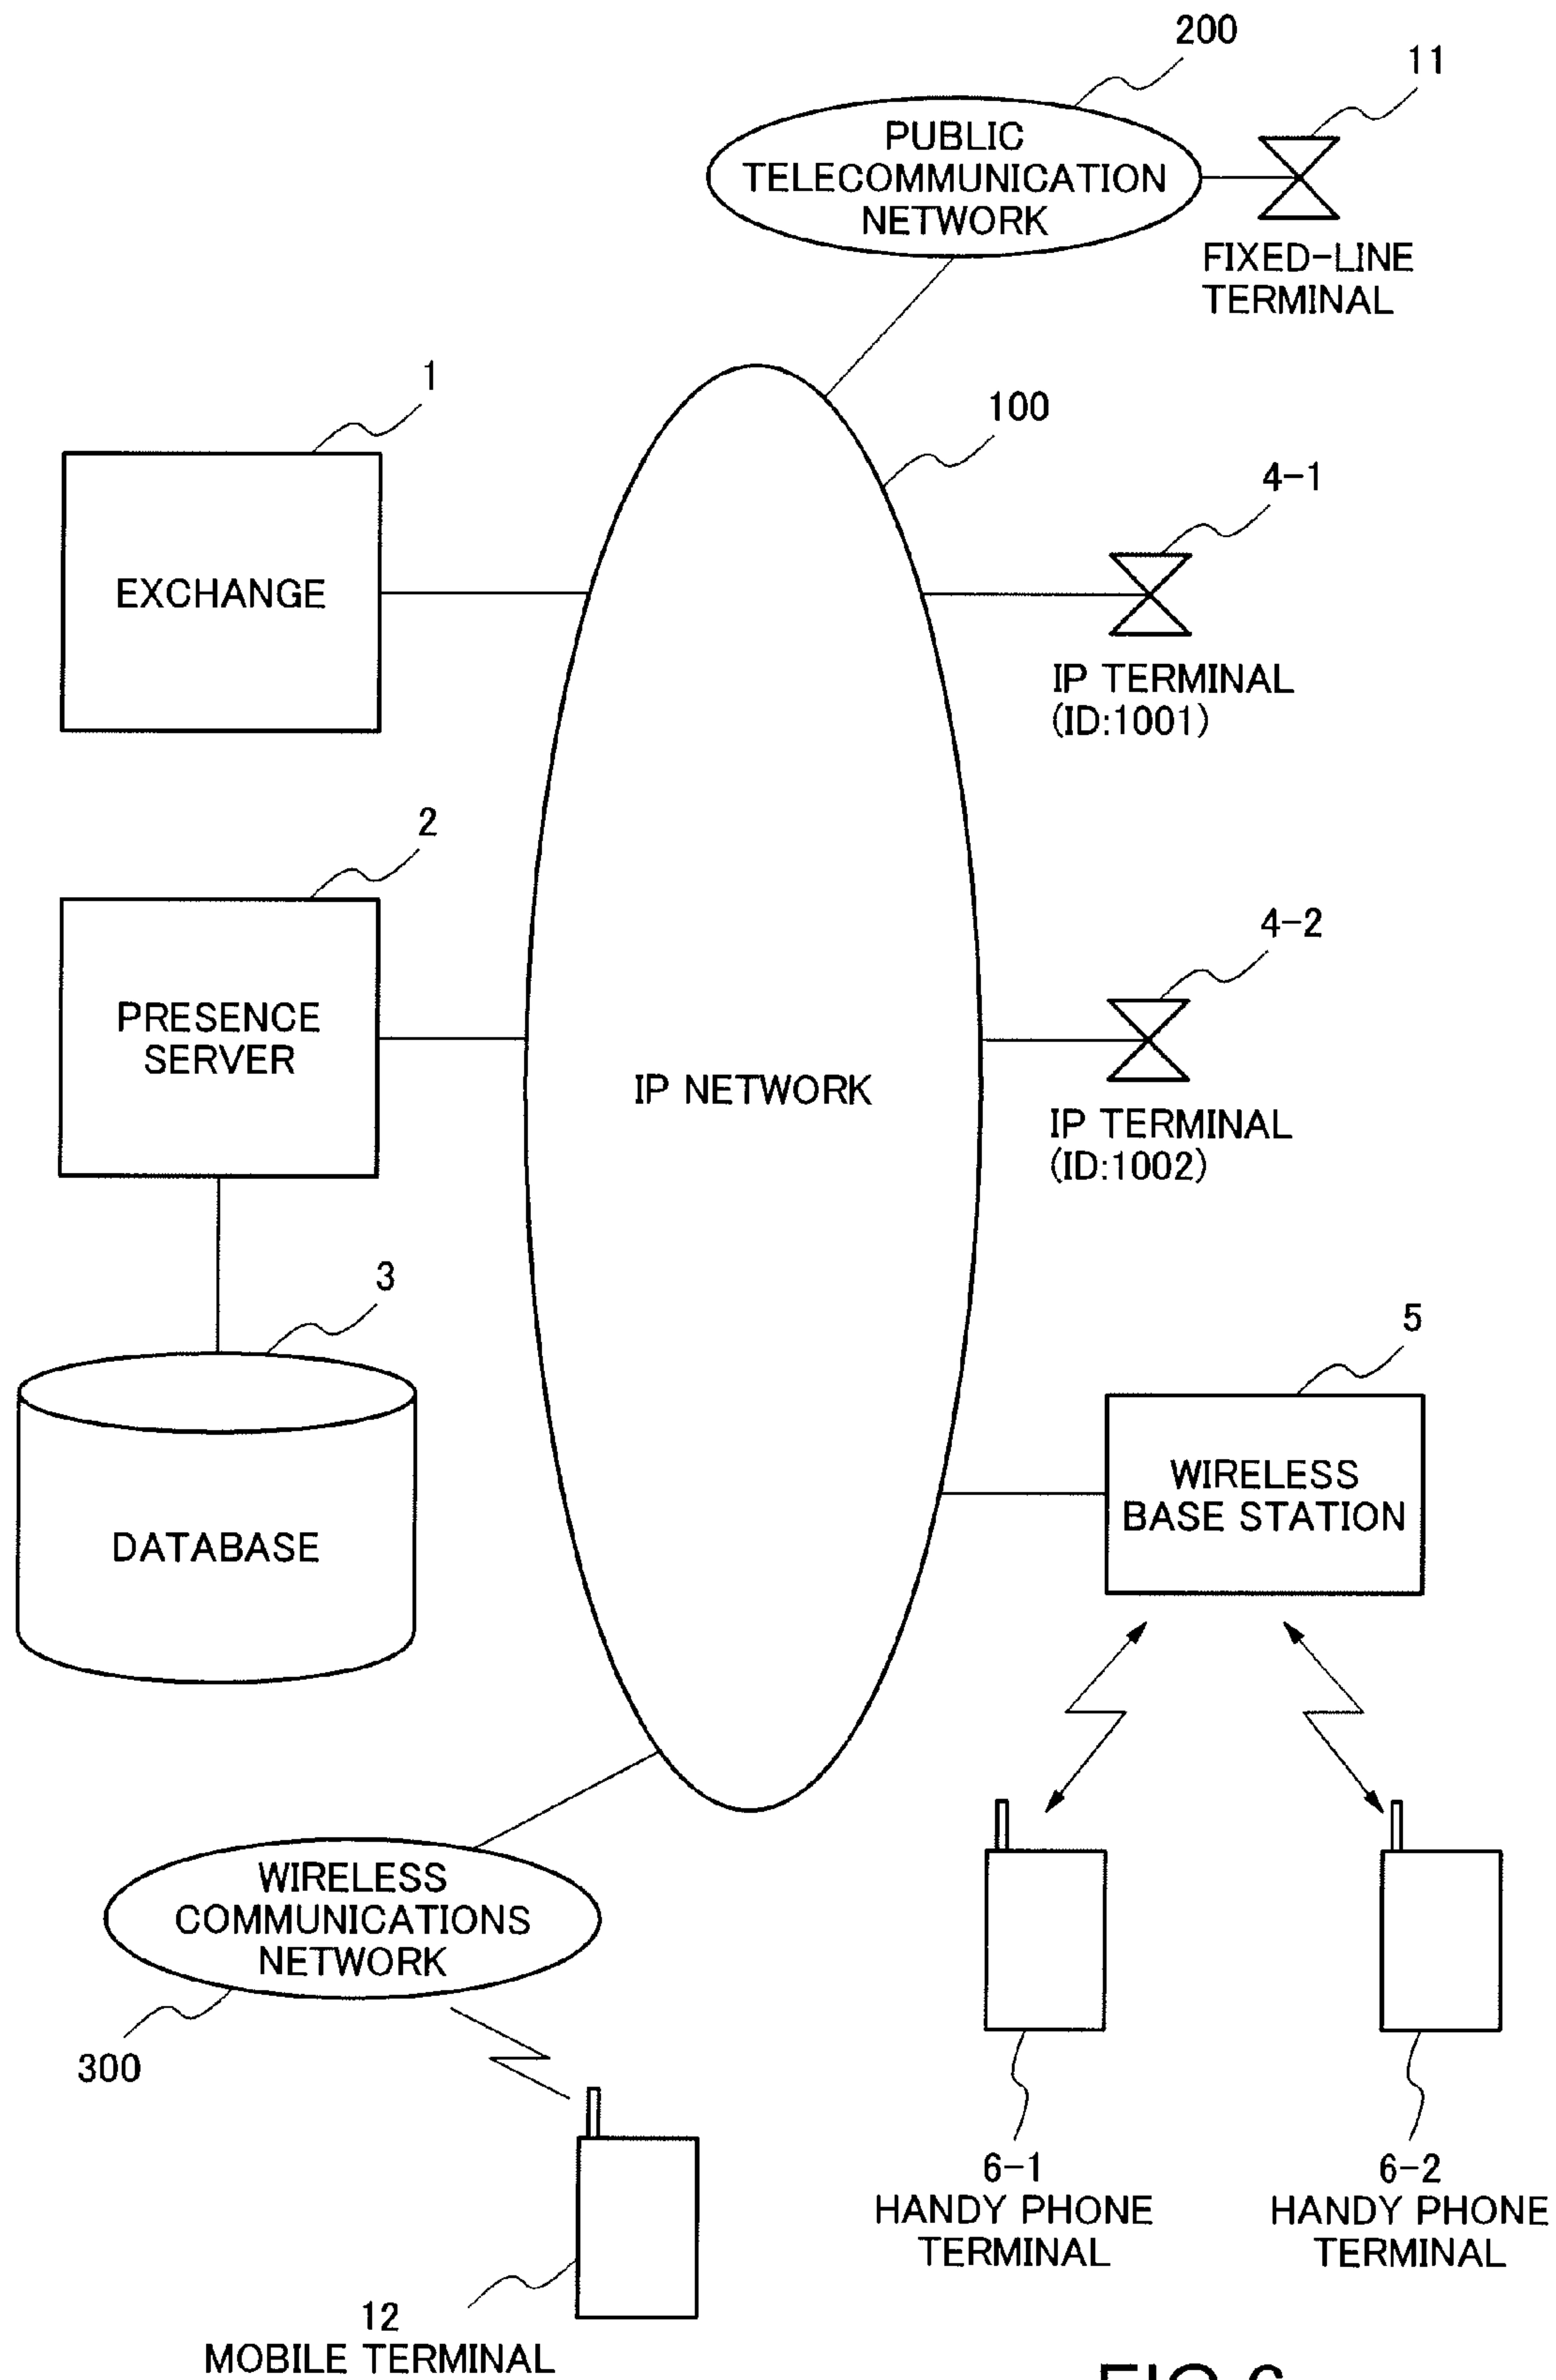 200
11
PUBLIC
TELECOMMUNICATION
NETWORK
FIXED-LINE
TERMINAL
1
100
4-1
EXCHANGE
IP TERMINAL
(ID:1001)
2
4-2
PRESENCE
SERVER
IP NETWORK
IP TERMINAL
(ID:1002)
3
5
WIRELESS
BASE STATION
DATABASE
WIRELESS
COMMUNICATIONS
NETWORK
300
6-1
HANDY PHONE
TERMINAL
6-2
HANDY PHONE
TERMINAL
12
MOBILE TERMINAL